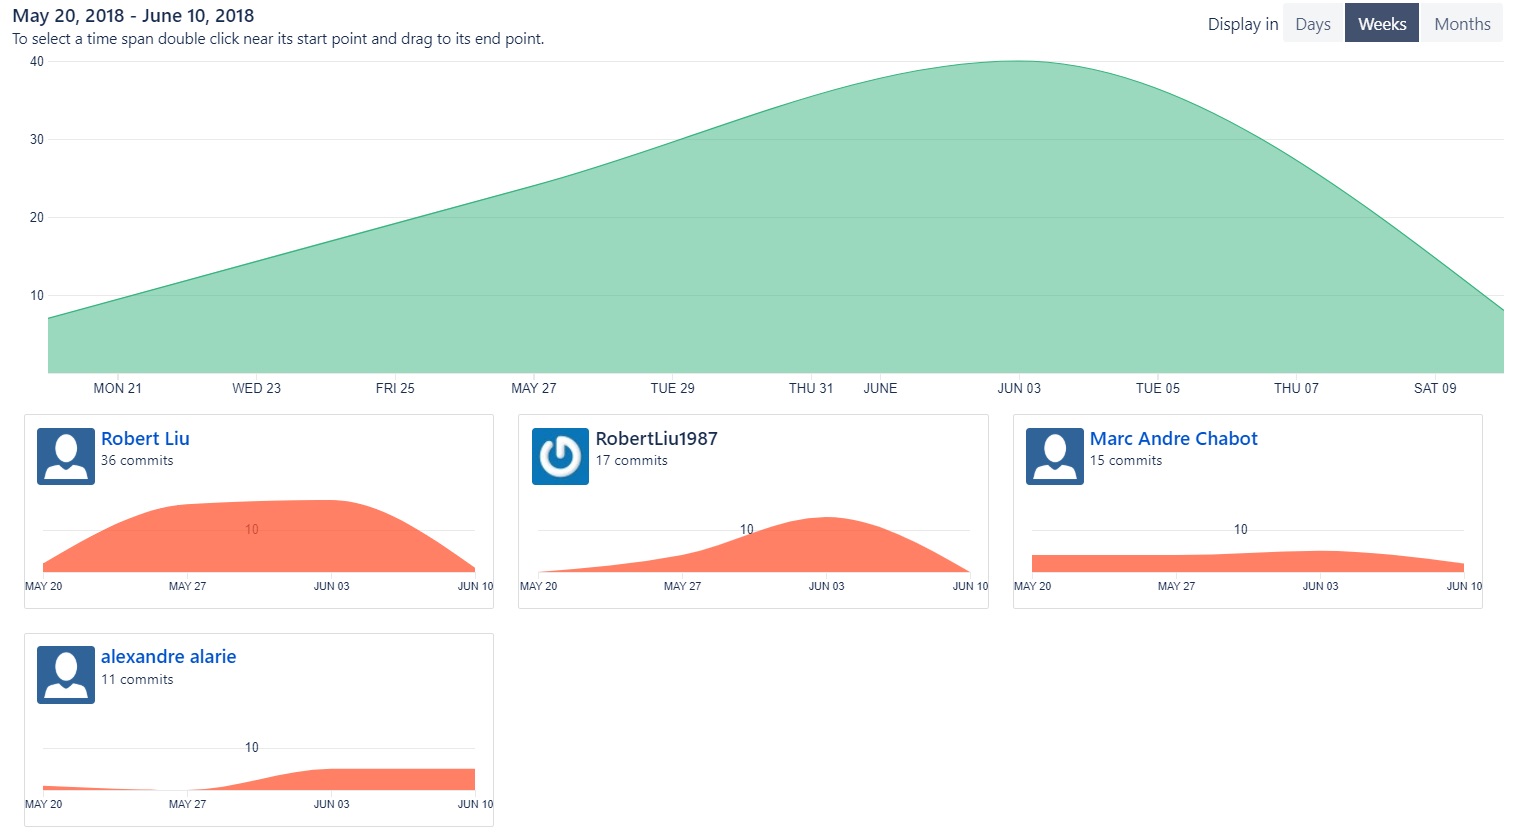 May 20, 2018 - June 10, 2018
To select a time span double click near its start point and drag to its end point.
Display in Days Weeks Months
40
30
20
10
MON 21 WED 23 FRI 25 MAY 27 TUE 29 THU 31 JUNE JUN 03 TUE 05 THU 07 SAT 09
Robert Liu
36 commits
10
MAY 20 MAY 27 JUN 03 JUN 10
RobertLiu1987
17 commits
10
MAY 20 MAY 27 JUN 03 JUN 10
Marc Andre Chabot
15 commits
10
MAY 20 MAY 27 JUN 03 JUN 10
alexandre alarie
11 commits
10
MAY 20 MAY 27 JUN 03 JUN 10